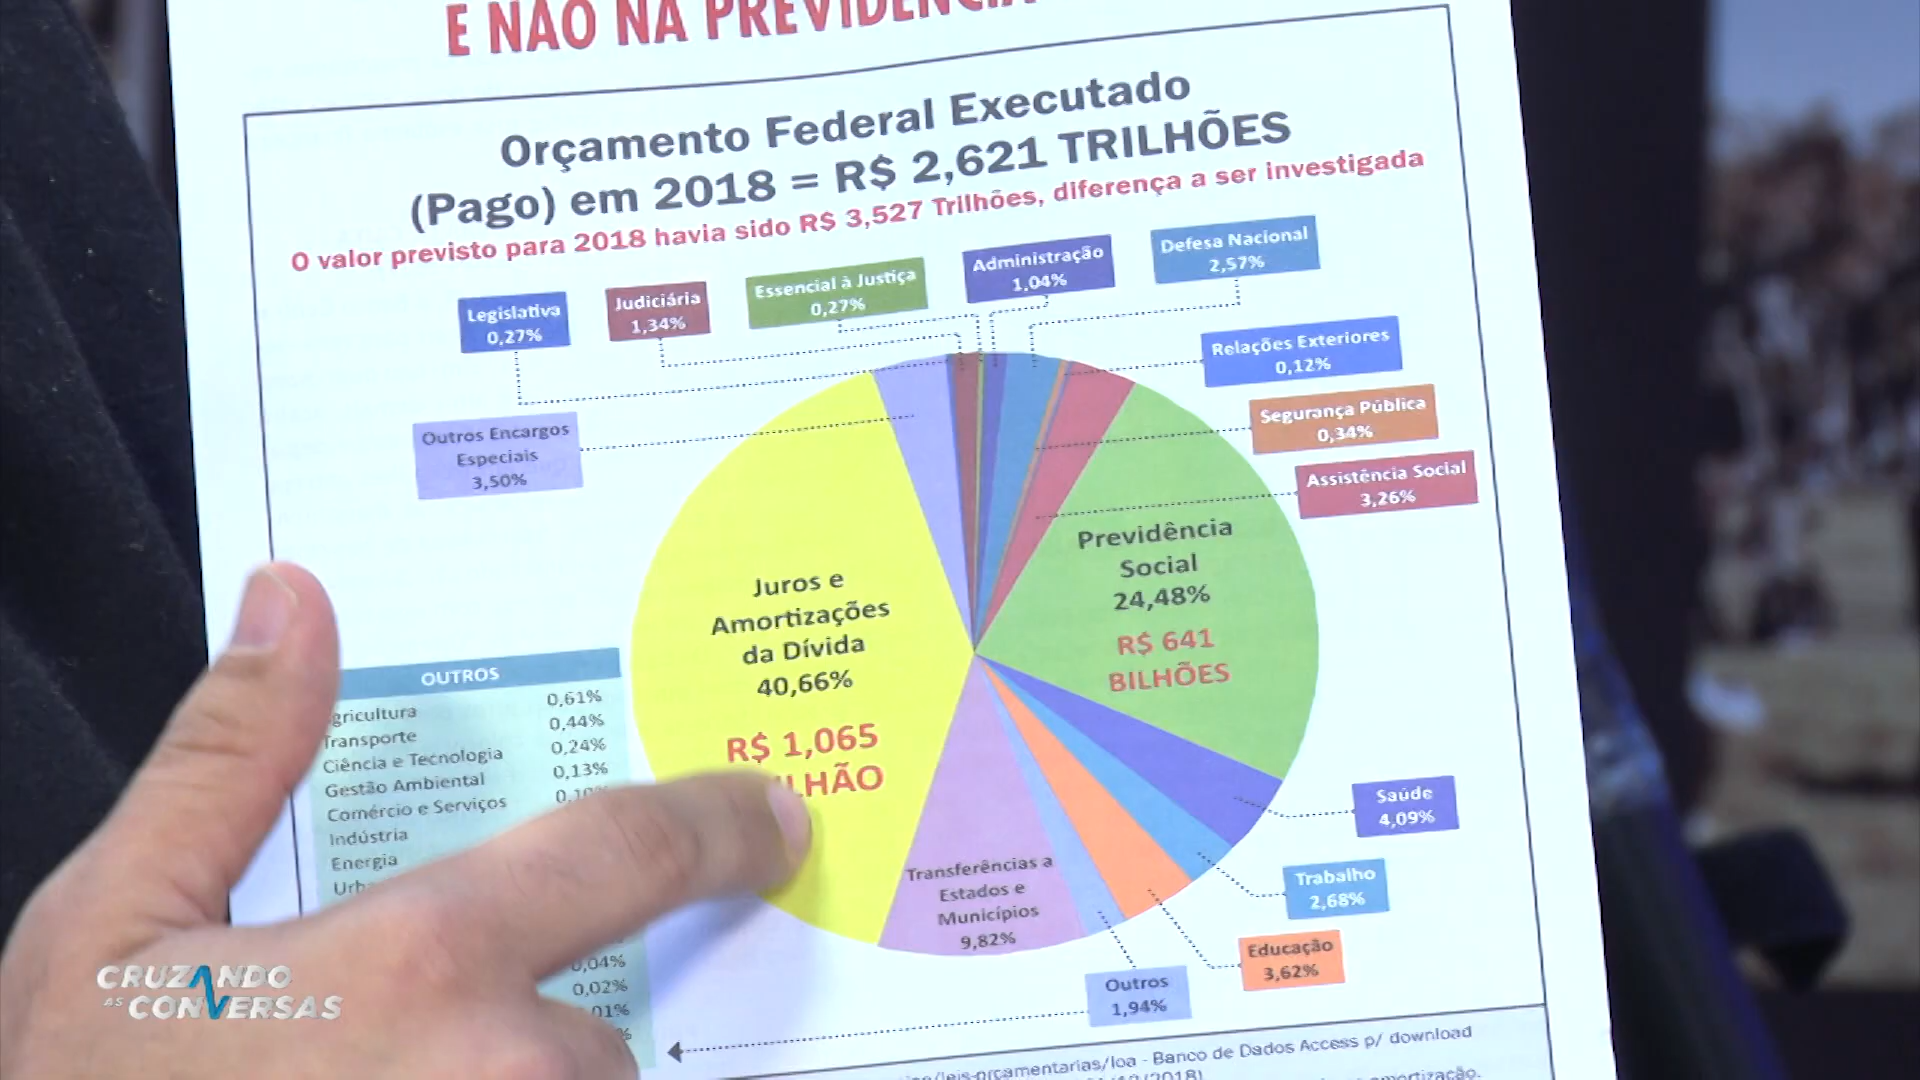 E NÃO NA
Orçamento Federal Executado
(Pago) em 2018 = R$ 2,621 TRILHÕES
O valor previsto para 2018 havia sido R$ 3,527 Trilhões, diferença a ser investigada
Legislativa
0,27%
Judiciária
1,34%
Essencial à Justiça
0,27%
Administração
1,04%
Defesa Nacional
2,57%
Relações Exteriores
0,12%
Segurança Pública
0,34%
Assistência Social
3,26%
Outros Encargos
Especiais
3,50%
Juros e
Amortizações
da Dívida
40,66%
R$ 1,065
Previdência
Social
24,48%
R$ 641
BILHÕES
Saúde
4,09%
Trabalho
2,68%
Educação
3,62%
Outros
1,94%
Transferências a
Estados e
Municípios
9,82%
OUTROS
0,61%
Transporte 0,44%
Ciência e Tecnologia 0,24%
Gestão Ambiental 0,13%
Comércio e Serviços
Indústria
Energia
0,04%
0,02%
- Banco de Dados Access p/ download
CRUZANDO
AS CONVERSAS